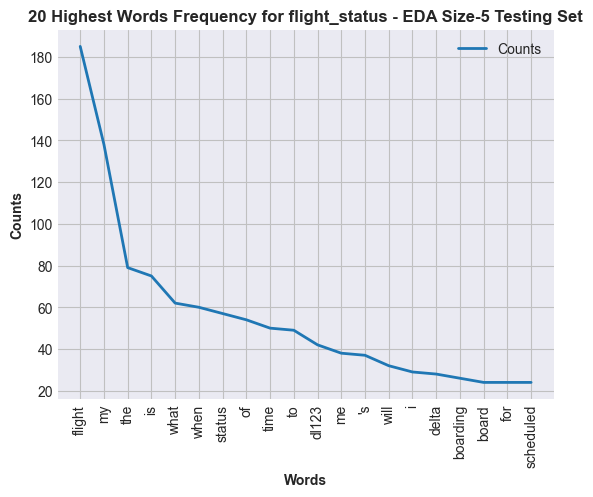 20 Highest Words Frequency for flight_status - EDA Size-5 Testing Set
Counts
180
160
140
120
100
80
60
40
20
Counts
flight
my
the
is
what
when
status
of
time
to
dl123
me
's
will
i
delta
boarding
board
for
scheduled
Words